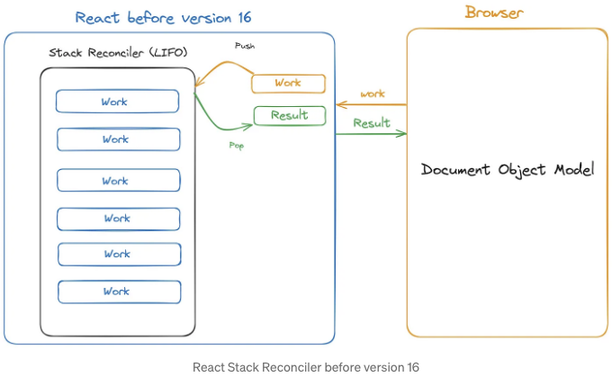 React before version 16
Browser
Stack Reconciler (LIFO)
Push
Work
Result
Pop
Work
Work
Work
Work
Work
Work
work
Result
Document Object Model
React Stack Reconciler before version 16